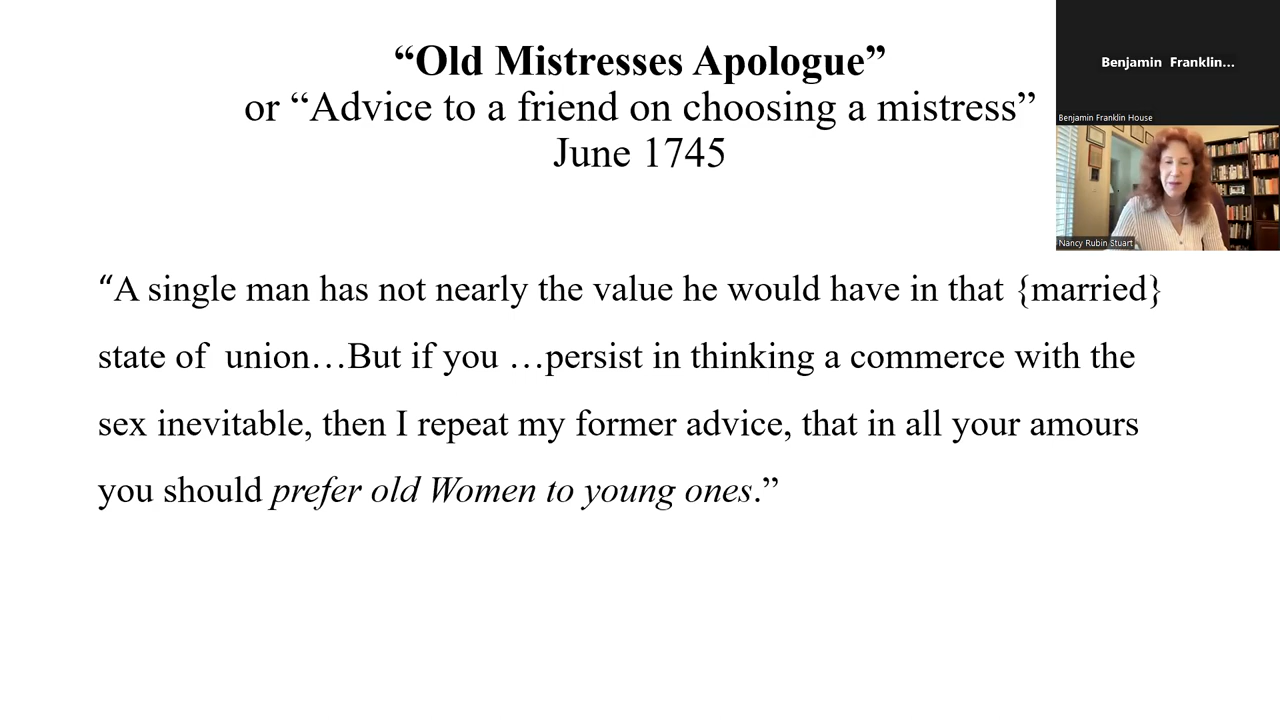 “Old Mistresses Apologue”
or “Advice to a friend on choosing a mistress”
June 1745
“A single man has not nearly the value he would have in that {married}
state of  union…But if you …persist in thinking a commerce with the
sex inevitable, then I repeat my former advice, that in all your amours
you should prefer old Women to young ones.”
Benjamin  Franklin...
Benjamin Franklin House
Nancy Rubin Stuart